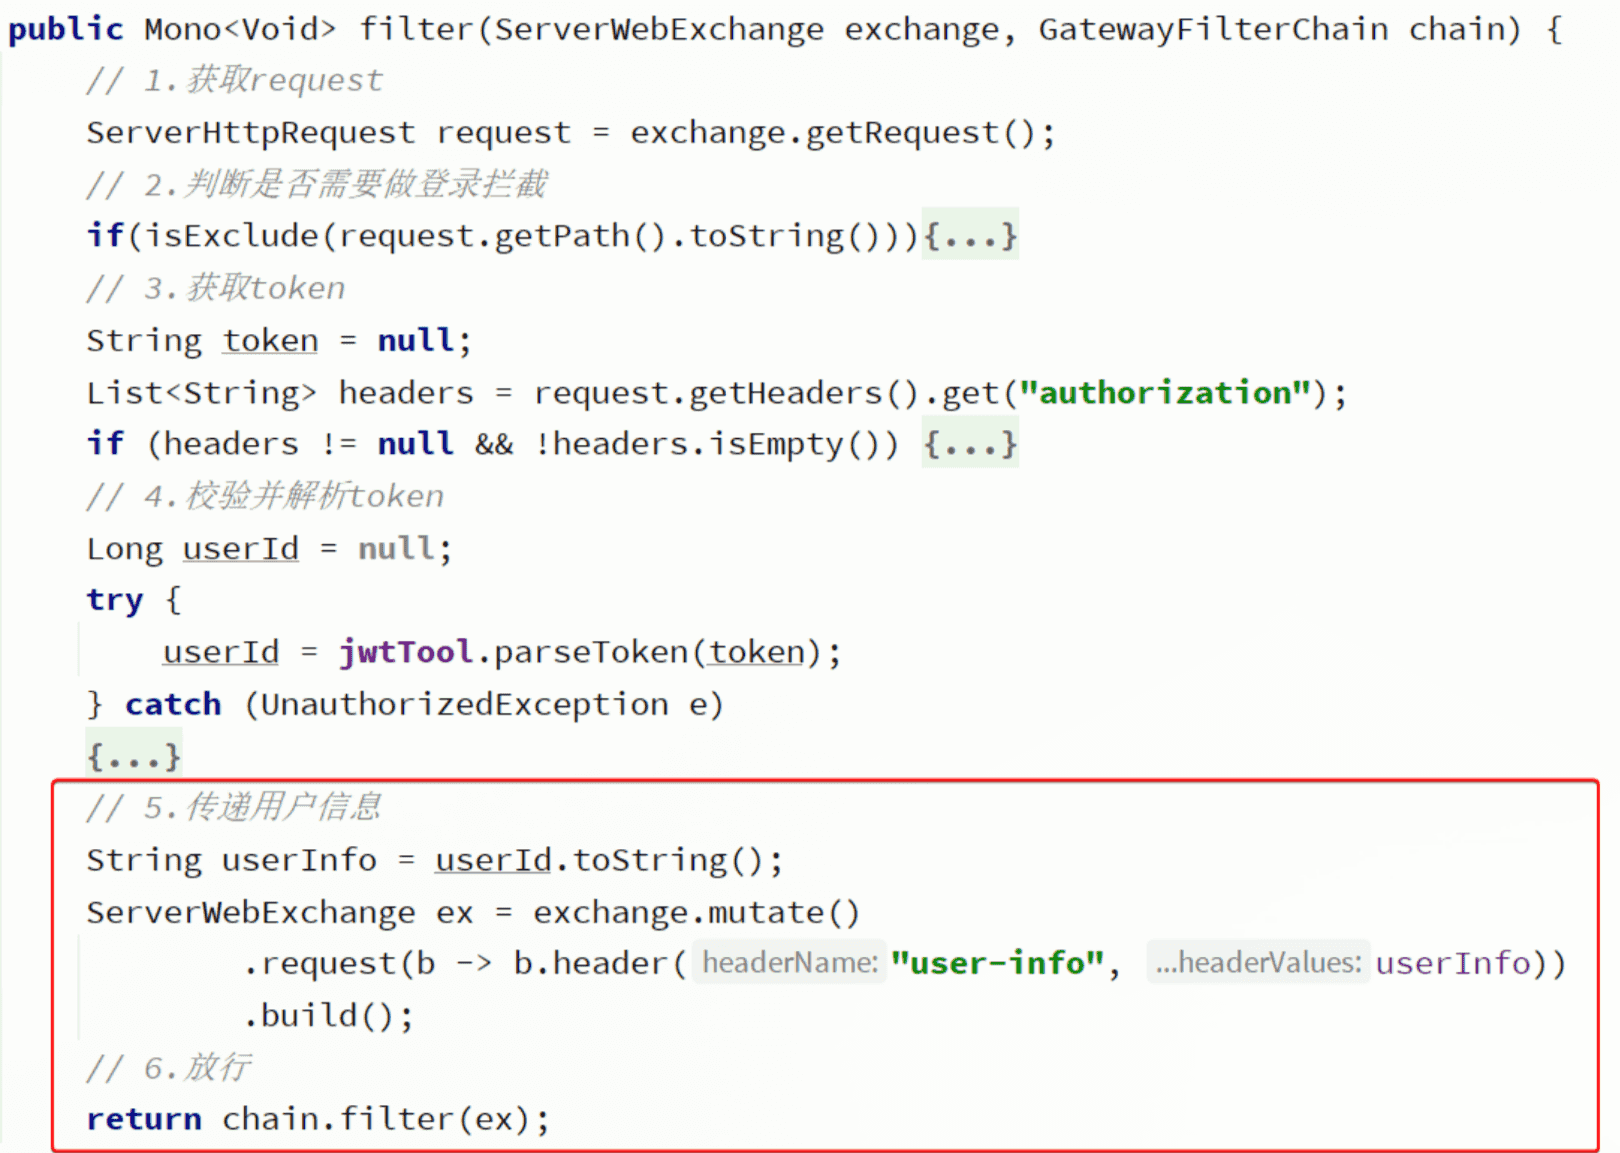 public Mono<Void> filter(ServerWebExchange exchange, GatewayFilterChain chain) {
// 1.获取request
ServerHttpRequest request = exchange.getRequest();
// 2.判断是否需要做登录拦截
if(isExclude(request.getPath().toString())){...}
// 3.获取token
String token = null;
List<String> headers = request.getHeaders().get("authorization");
if (headers != null && !headers.isEmpty()) {...}
// 4.校验并解析token
Long userId = null;
try {
userId = jwtTool.parseToken(token);
} catch (UnauthorizedException e)
{...}
// 5.传递用户信息
String userInfo = userId.toString();
ServerWebExchange ex = exchange.mutate()
.request(b -> b.header( headerName: "user-info", ...headerValues: userInfo))
.build();
// 6.放行
return chain.filter(ex);